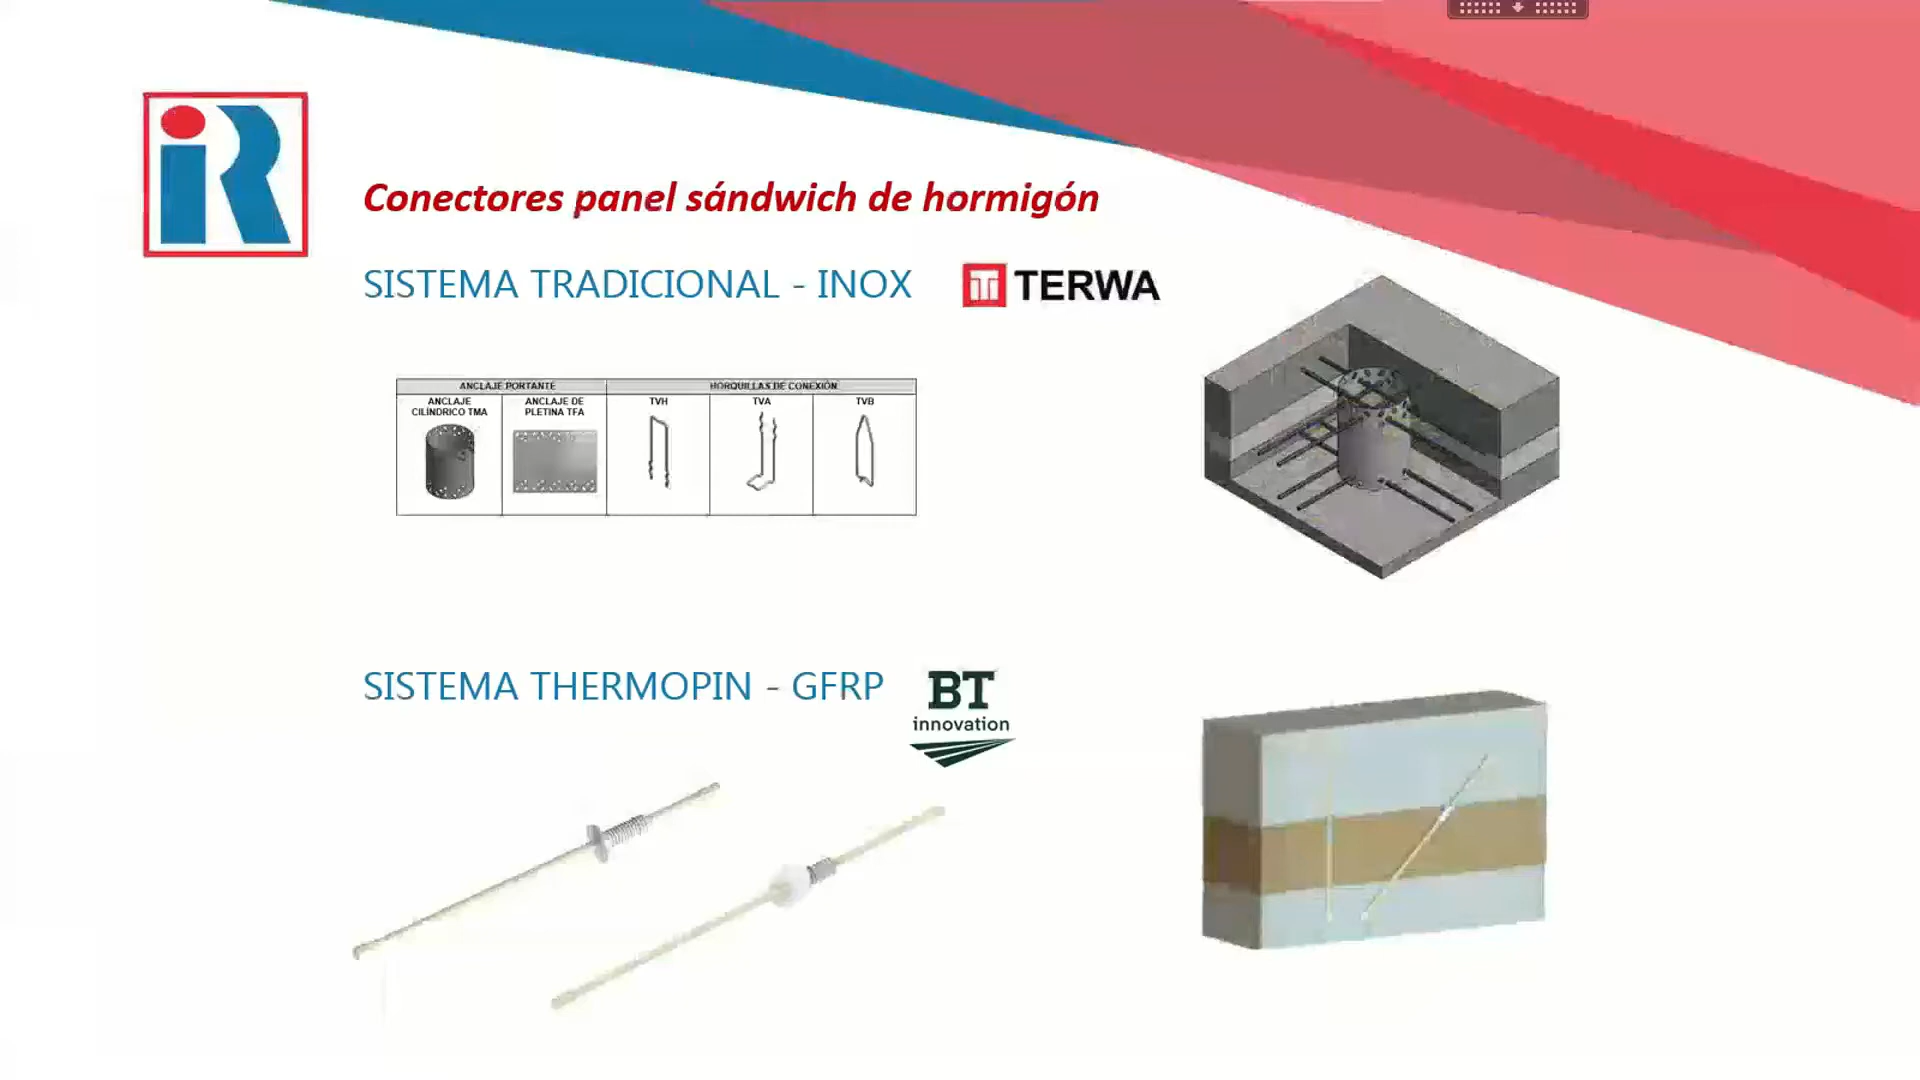 iR
Conectores panel sándwich de hormigón
SISTEMA TRADICIONAL - INOX
TERWA
ANCLAJE PORTANTE
HORQUILLAS DE CONEXIÓN
ANCLAJE
CILÍNDRICO TMA
ANCLAJE DE
PLETINA TFA
TVH
TVA
TVB
SISTEMA THERMOPIN - GFRP
BT
innovation